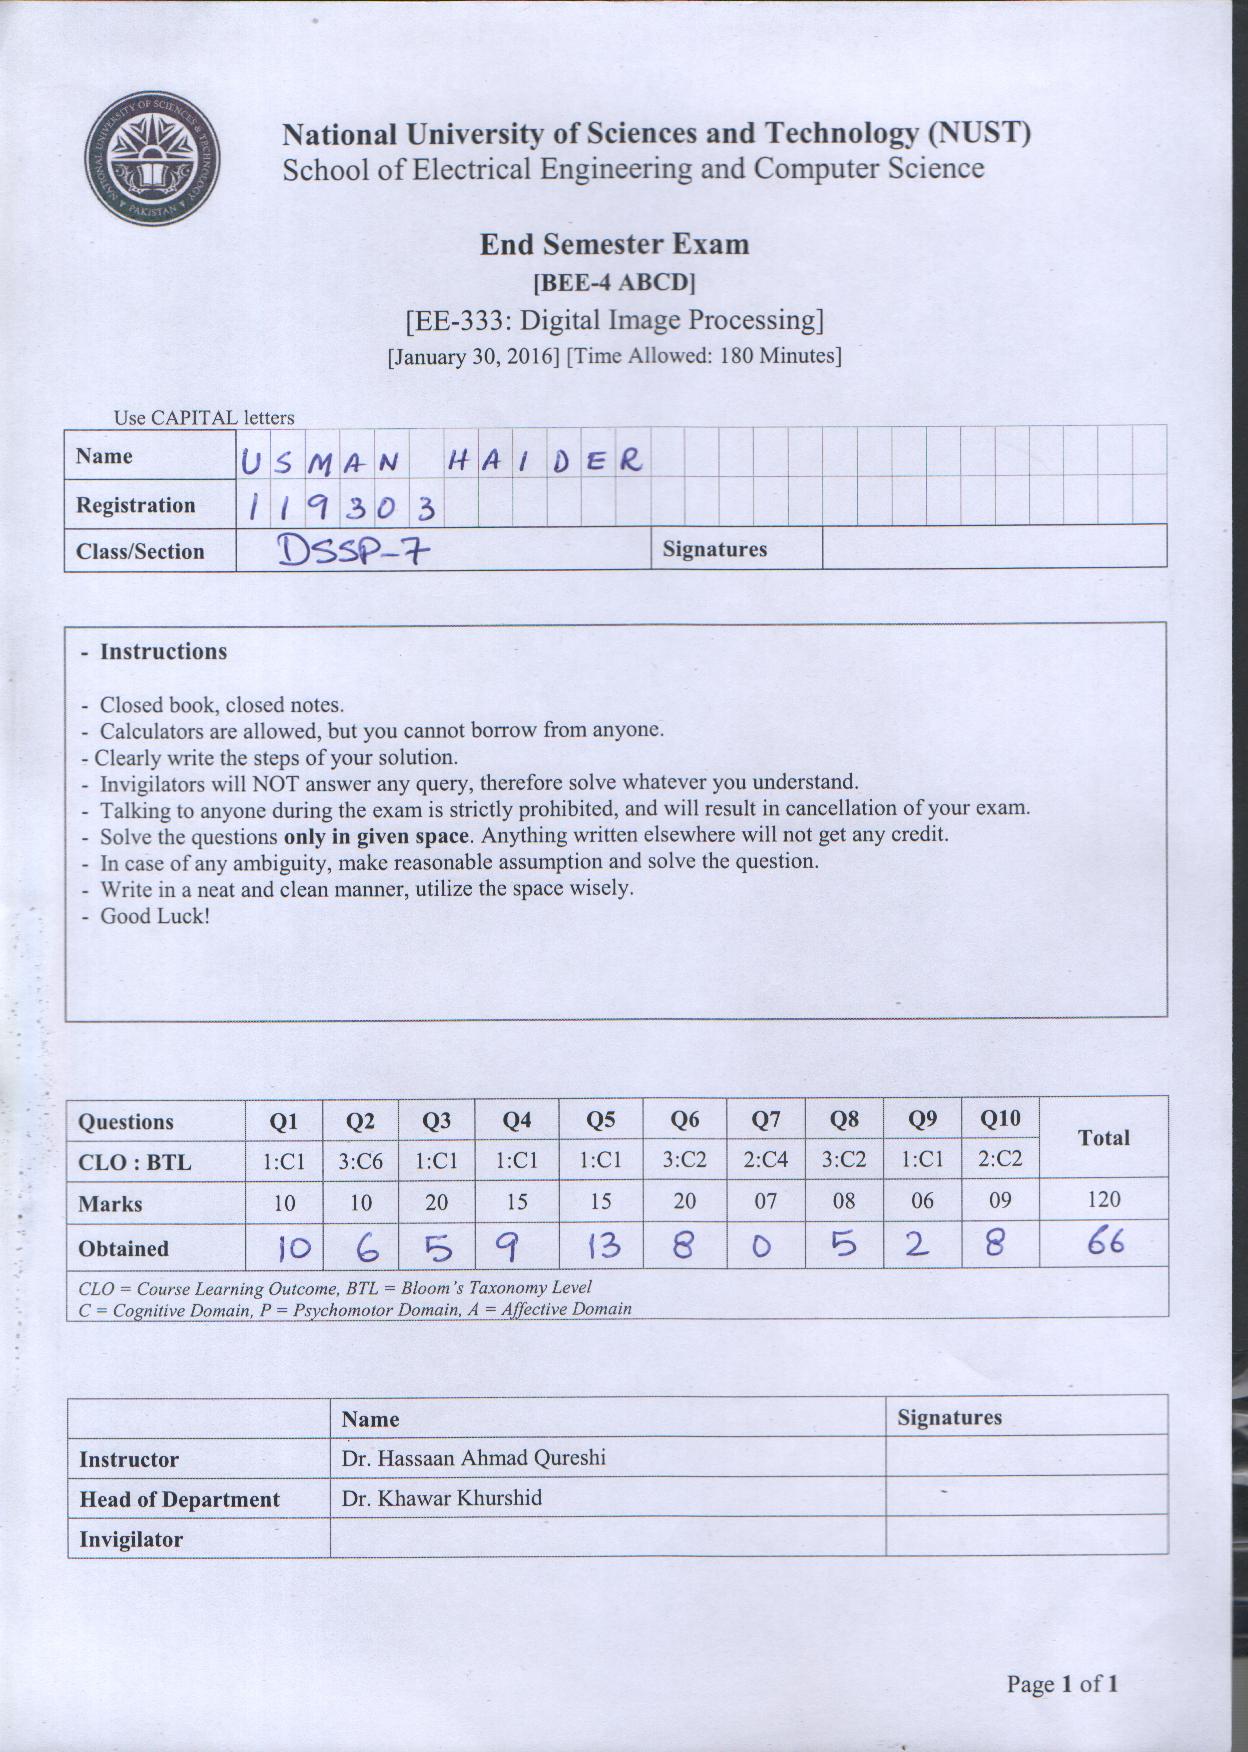 NATIONAL UNIVERSITY OF SCIENCES & TECHNOLOGY
PAKISTAN
National University of Sciences and Technology (NUST)
School of Electrical Engineering and Computer Science
End Semester Exam
[BEE-4 ABCD]
[EE-333: Digital Image Processing]
[January 30, 2016] [Time Allowed: 180 Minutes]
Use CAPITAL letters
Name USMAN HAIDER
Registration 119303
Class/Section DSSP-7 Signatures
- Instructions
- Closed book, closed notes.
- Calculators are allowed, but you cannot borrow from anyone.
- Clearly write the steps of your solution.
- Invigilators will NOT answer any query, therefore solve whatever you understand.
- Talking to anyone during the exam is strictly prohibited, and will result in cancellation of your exam.
- Solve the questions only in given space. Anything written elsewhere will not get any credit.
- In case of any ambiguity, make reasonable assumption and solve the question.
- Write in a neat and clean manner, utilize the space wisely.
- Good Luck!
Questions Q1 Q2 Q3 Q4 Q5 Q6 Q7 Q8 Q9 Q10 Total
CLO : BTL 1:C1 3:C6 1:C1 1:C1 1:C1 3:C2 2:C4 3:C2 1:C1 2:C2
Marks 10 10 20 15 15 20 07 08 06 09 120
Obtained 10 6 5 9 13 8 0 5 2 8 66
CLO = Course Learning Outcome, BTL = Bloom's Taxonomy Level
C = Cognitive Domain, P = Psychomotor Domain, A = Affective Domain
Name Signatures
Instructor Dr. Hassaan Ahmad Qureshi
Head of Department Dr. Khawar Khurshid
Invigilator
Page 1 of 1